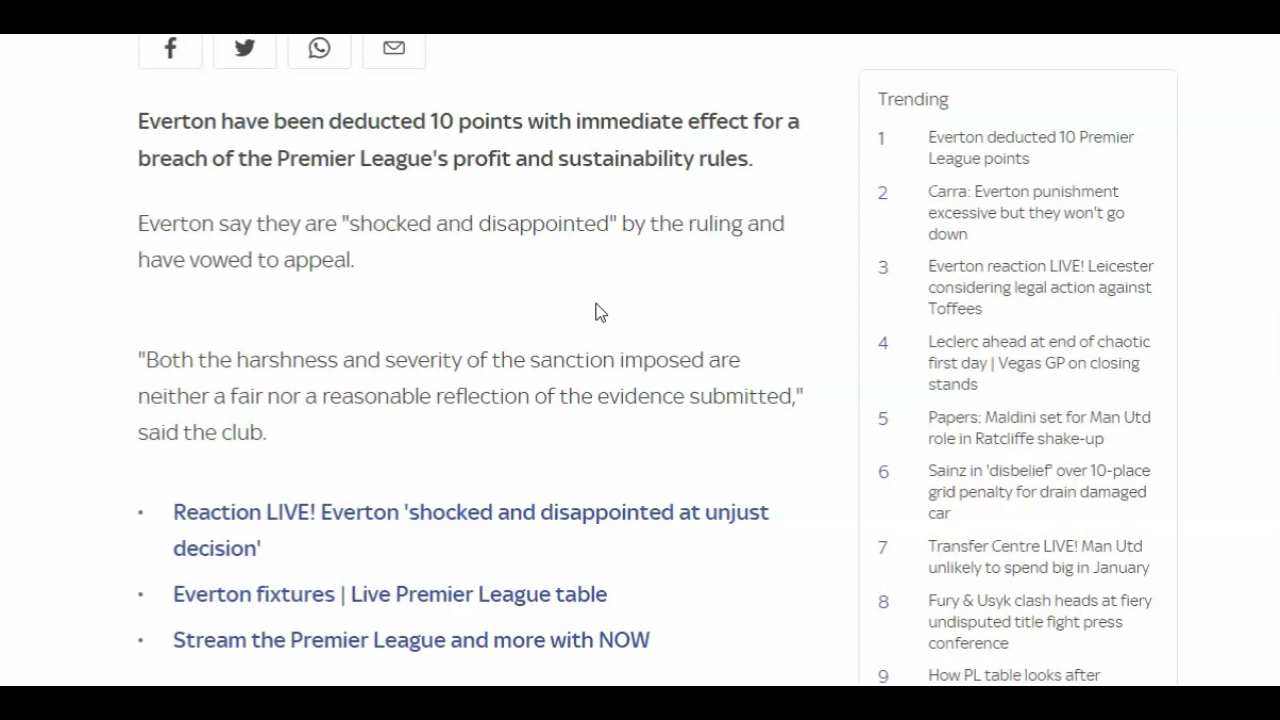 Everton have been deducted 10 points with immediate effect for a
breach of the Premier League's profit and sustainability rules.
Everton say they are "shocked and disappointed" by the ruling and
have vowed to appeal.
"Both the harshness and severity of the sanction imposed are
neither a fair nor a reasonable reflection of the evidence submitted,"
said the club.
• Reaction LIVE! Everton 'shocked and disappointed at unjust
decision'
• Everton fixtures | Live Premier League table
• Stream the Premier League and more with NOW
Trending
1 Everton deducted 10 Premier
League points
2 Carra: Everton punishment
excessive but they won't go
down
3 Everton reaction LIVE! Leicester
considering legal action against
Toffees
4 Leclerc ahead at end of chaotic
first day | Vegas GP on closing
stands
5 Papers: Maldini set for Man Utd
role in Ratcliffe shake-up
6 Sainz in 'disbelief' over 10-place
grid penalty for drain damaged
car
7 Transfer Centre LIVE! Man Utd
unlikely to spend big in January
8 Fury & Usyk clash heads at fiery
undisputed title fight press
conference
9 How PL table looks after